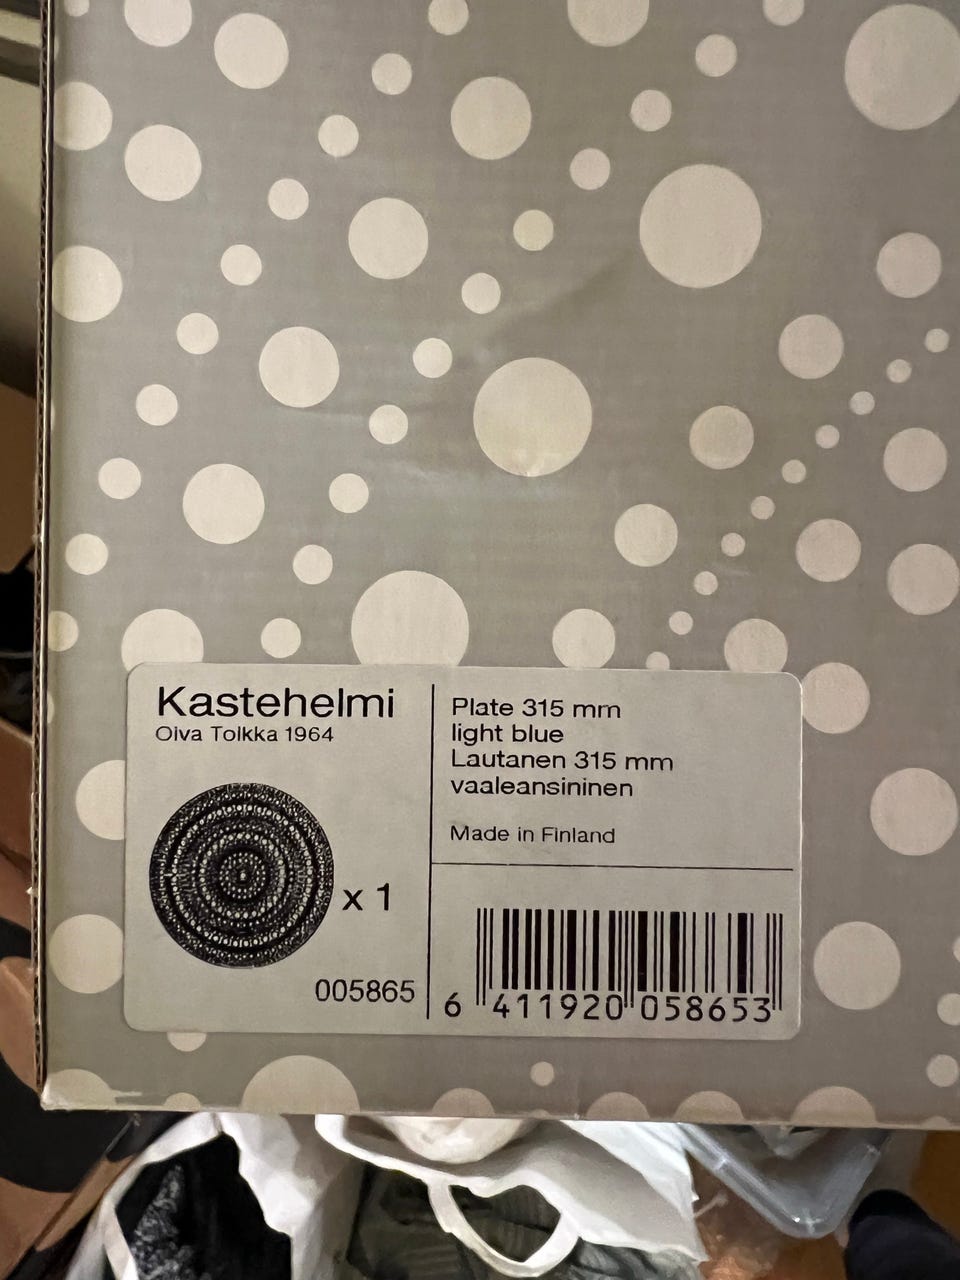 Kastehelmi
Oiva Toikka 1964
x 1
005865
Plate 315 mm
light blue
Lautanen 315 mm
vaaleansininen
Made in Finland
6 411920 058653